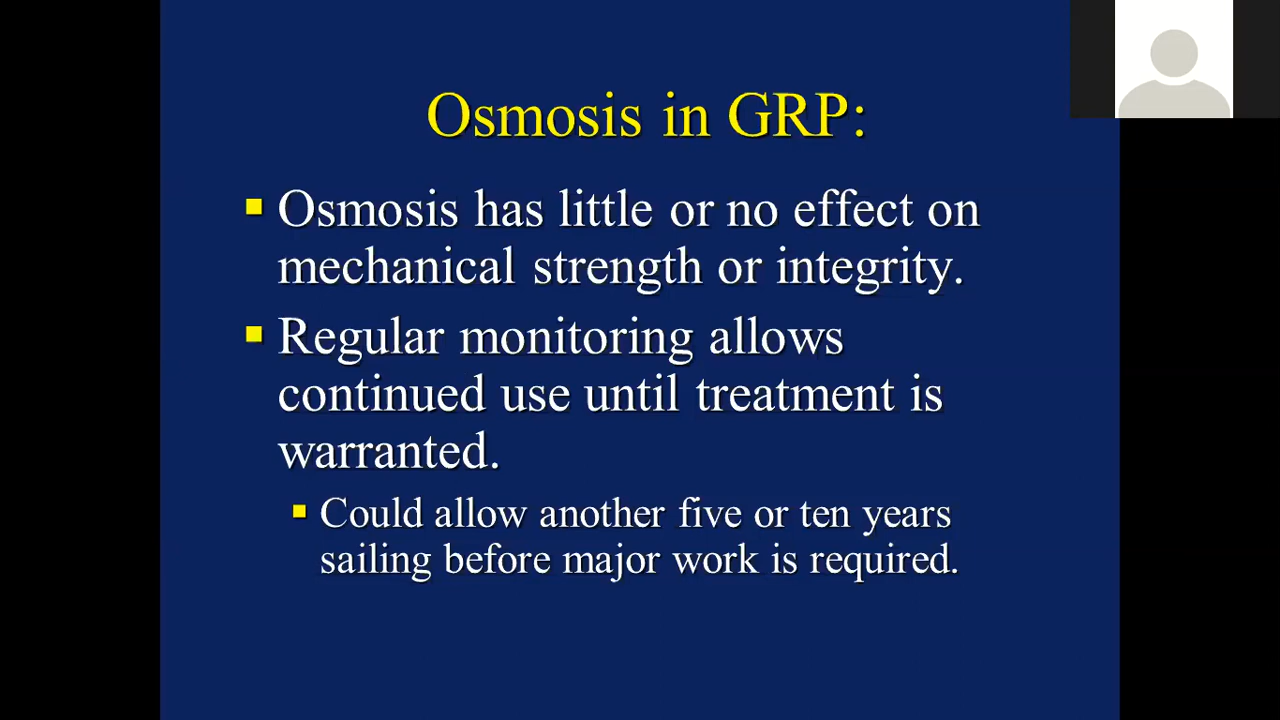 Osmosis in GRP:
Osmosis has little or no effect on
mechanical strength or integrity.
Regular monitoring allows
continued use until treatment is
warranted.
Could allow another five or ten years
sailing before major work is required.